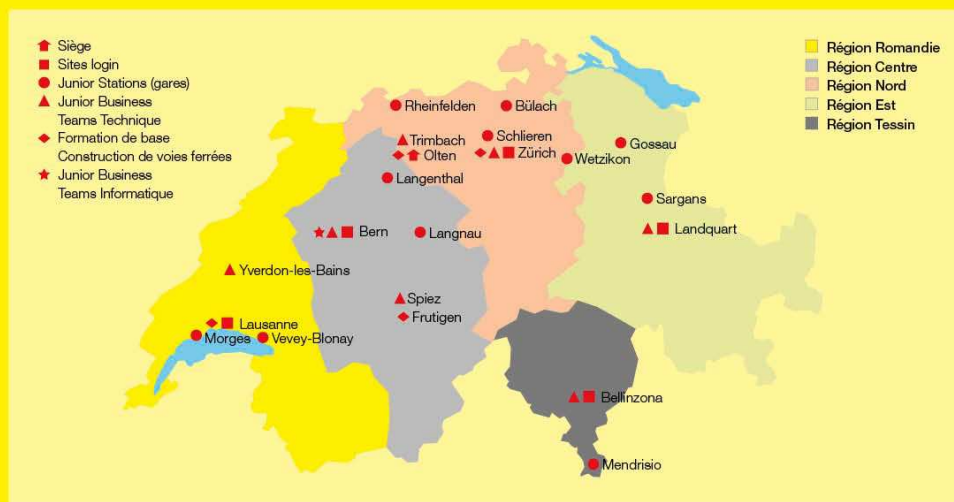 Siège
Sites login
Junior Stations (gares)
Junior Business
Teams Technique
Formation de base
Construction de voies ferrées
Junior Business
Teams Informatique
Région Romandie
Région Centre
Région Nord
Région Est
Région Tessin
Rheinfelden
Bülach
Trimbach
Schlieren
Gossau
Olten
Zürich
Wetzikon
Langenthal
Sargans
Bern
Langnau
Landquart
Yverdon-les-Bains
Spiez
Frutigen
Lausanne
Morges
Vevey-Blonay
Bellinzona
Mendrisio